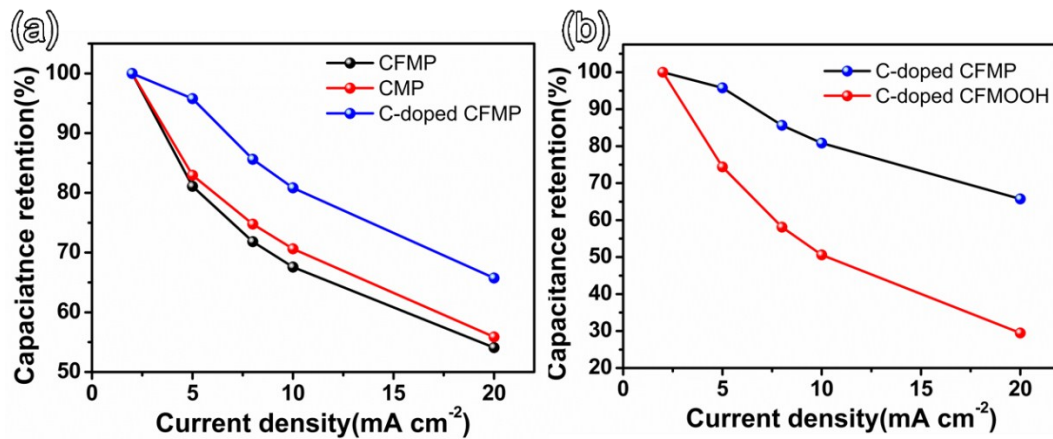 (a)
CFMP
CMP
C-doped CFMP
Capaciatnce retention(%)
100
90
80
70
60
50
0
5
10
15
20
Current density(mA cm-2)
(b)
C-doped CFMP
C-doped CFMOOH
Capacitance retention(%)
100
90
80
70
60
50
40
30
20
0
5
10
15
20
Current density(mA cm-2)